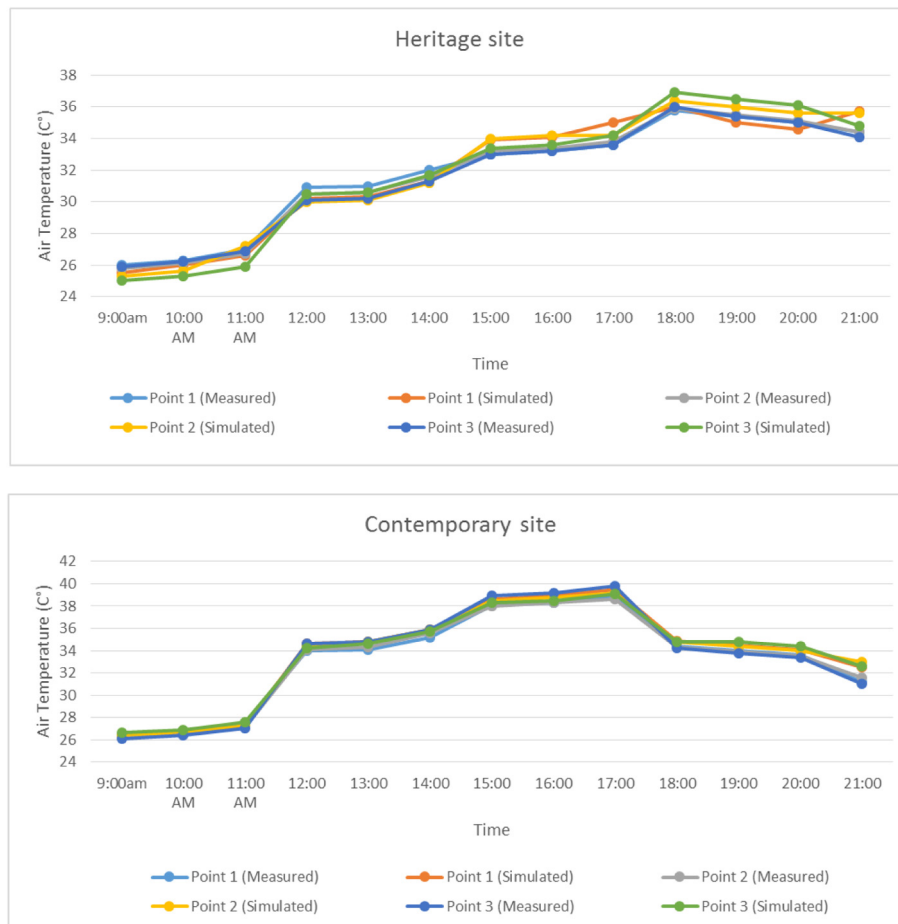 Heritage site
Air Temperature (C°)
38
36
34
32
30
28
26
24
9:00am 10:00 AM 11:00 AM 12:00 13:00 14:00 15:00 16:00 17:00 18:00 19:00 20:00 21:00
Time
Point 1 (Measured) Point 1 (Simulated) Point 2 (Measured)
Point 2 (Simulated) Point 3 (Measured) Point 3 (Simulated)
Contemporary site
Air Temperature (C°)
42
40
38
36
34
32
30
28
26
24
9:00am 10:00 AM 11:00 AM 12:00 13:00 14:00 15:00 16:00 17:00 18:00 19:00 20:00 21:00
Time
Point 1 (Measured) Point 1 (Simulated) Point 2 (Measured)
Point 2 (Simulated) Point 3 (Measured) Point 3 (Simulated)